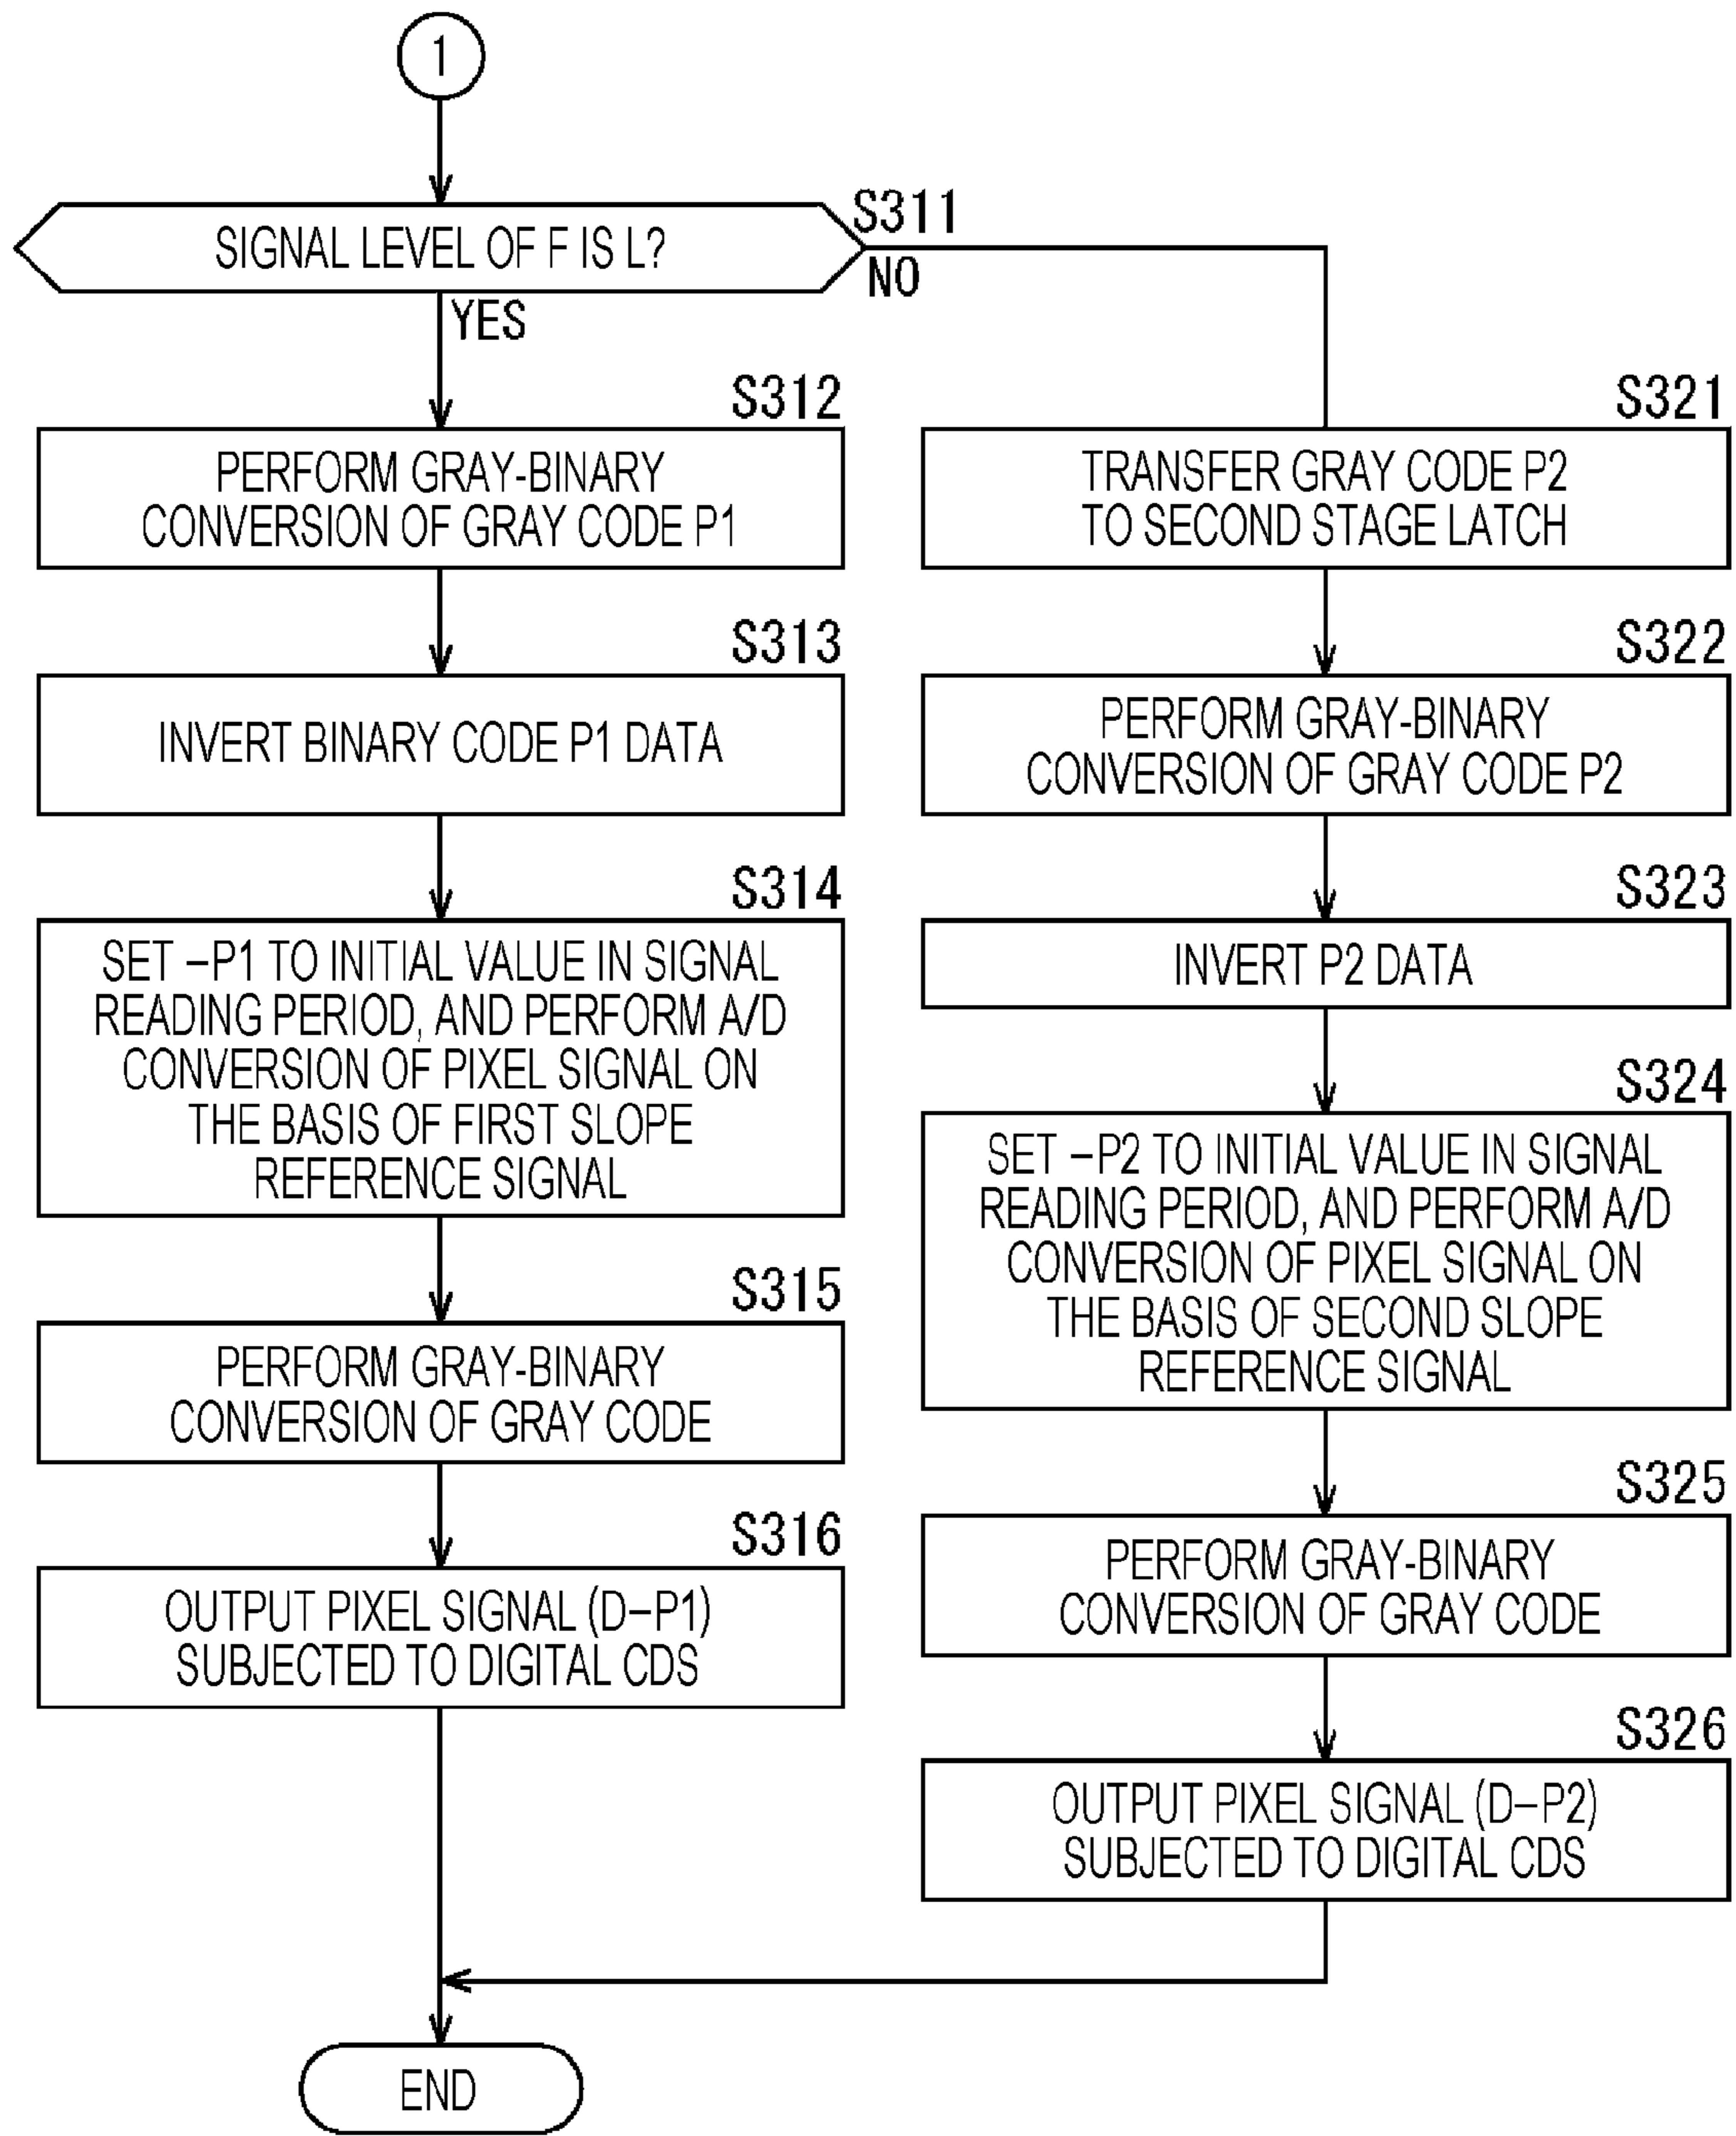 1
SIGNAL LEVEL OF F IS L?
S311
NO
YES
S312
PERFORM GRAY-BINARY
CONVERSION OF GRAY CODE P1
S313
INVERT BINARY CODE P1 DATA
S314
SET –P1 TO INITIAL VALUE IN SIGNAL
READING PERIOD, AND PERFORM A/D
CONVERSION OF PIXEL SIGNAL ON
THE BASIS OF FIRST SLOPE
REFERENCE SIGNAL
S315
PERFORM GRAY-BINARY
CONVERSION OF GRAY CODE
S316
OUTPUT PIXEL SIGNAL (D–P1)
SUBJECTED TO DIGITAL CDS
S321
TRANSFER GRAY CODE P2
TO SECOND STAGE LATCH
S322
PERFORM GRAY-BINARY
CONVERSION OF GRAY CODE P2
S323
INVERT P2 DATA
S324
SET –P2 TO INITIAL VALUE IN SIGNAL
READING PERIOD, AND PERFORM A/D
CONVERSION OF PIXEL SIGNAL ON
THE BASIS OF SECOND SLOPE
REFERENCE SIGNAL
S325
PERFORM GRAY-BINARY
CONVERSION OF GRAY CODE
S326
OUTPUT PIXEL SIGNAL (D–P2)
SUBJECTED TO DIGITAL CDS
END